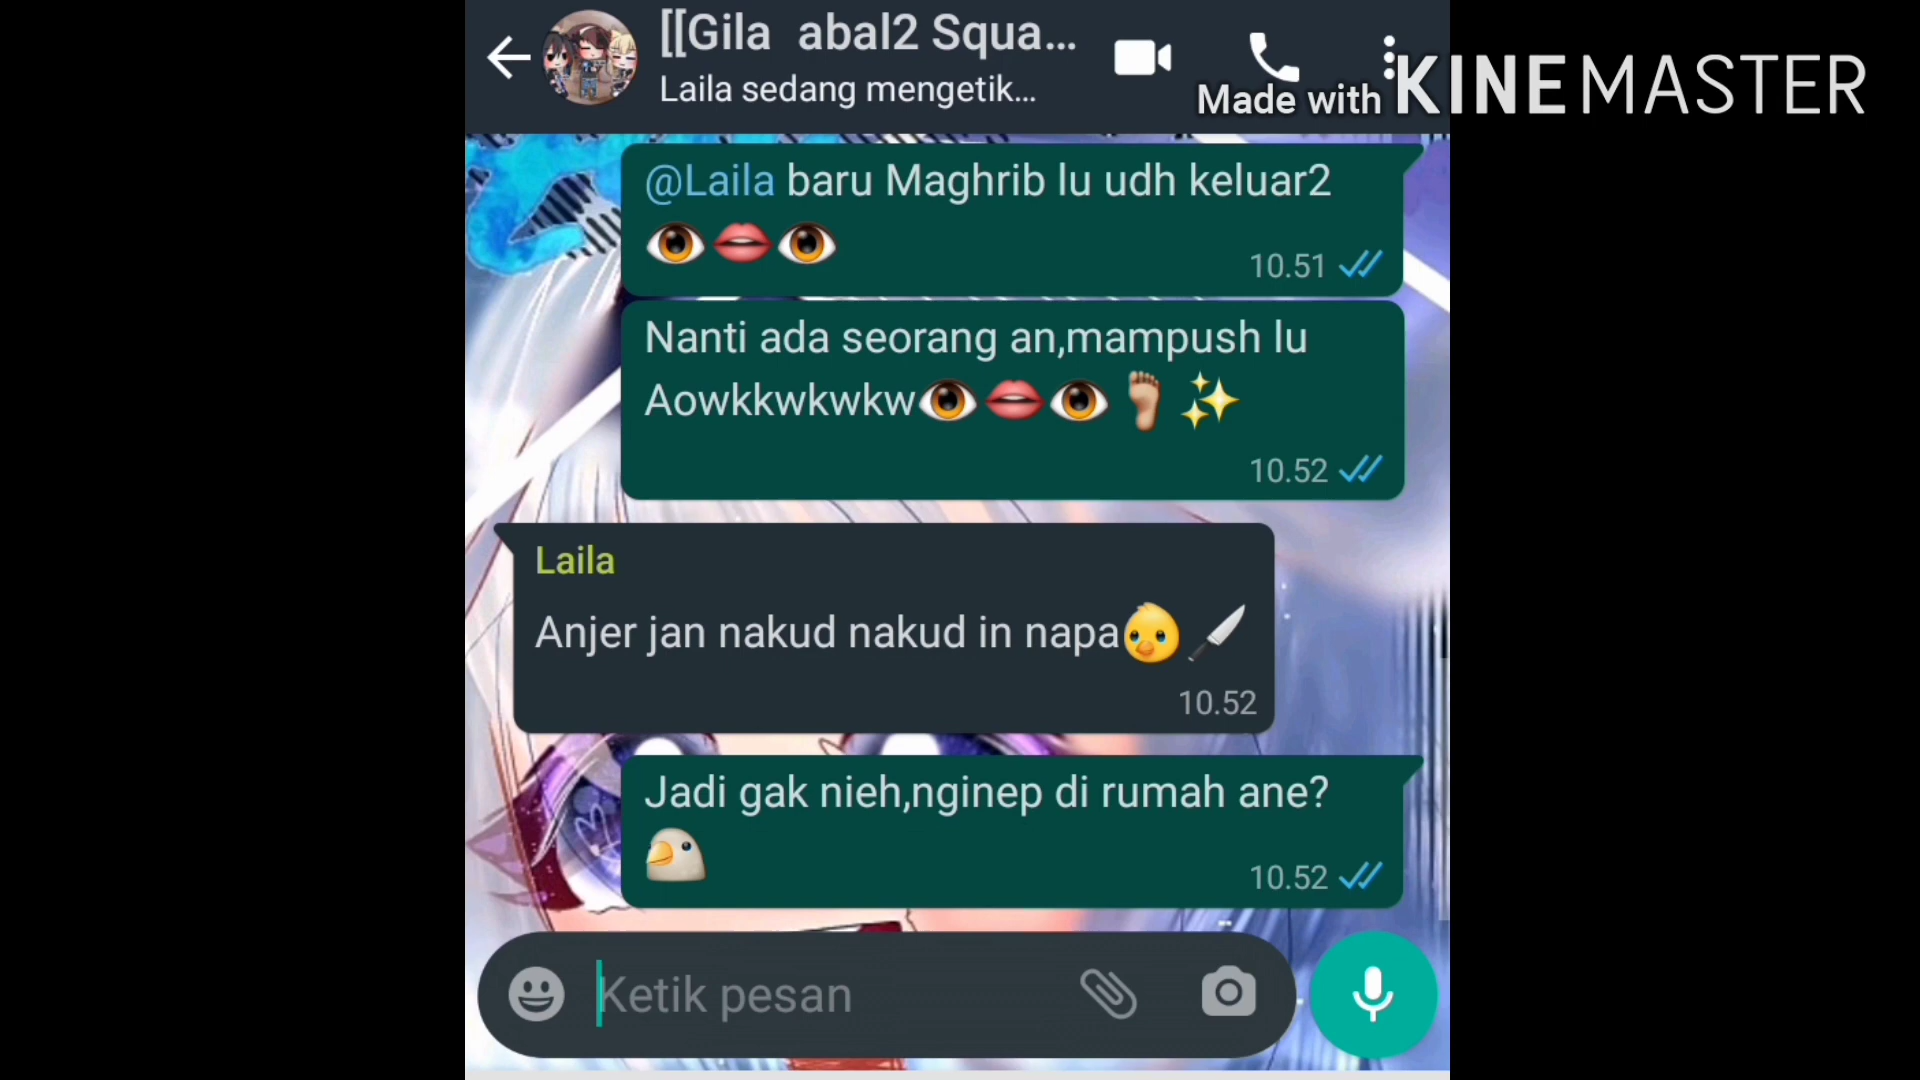 [[Gila abal2 Squa...
Laila sedang mengetik...
Made with KINEMASTER
@Laila baru Maghrib lu udh keluar2
👁️👄👁️
10.51
Nanti ada seorang an,mampush lu
Aowkkwkwkw👁️👄👁️🦶🏽✨
10.52
Laila
Anjer jan nakud nakud in napa🐥🔪
10.52
Jadi gak nieh,nginep di rumah ane?
10.52
Ketik pesan